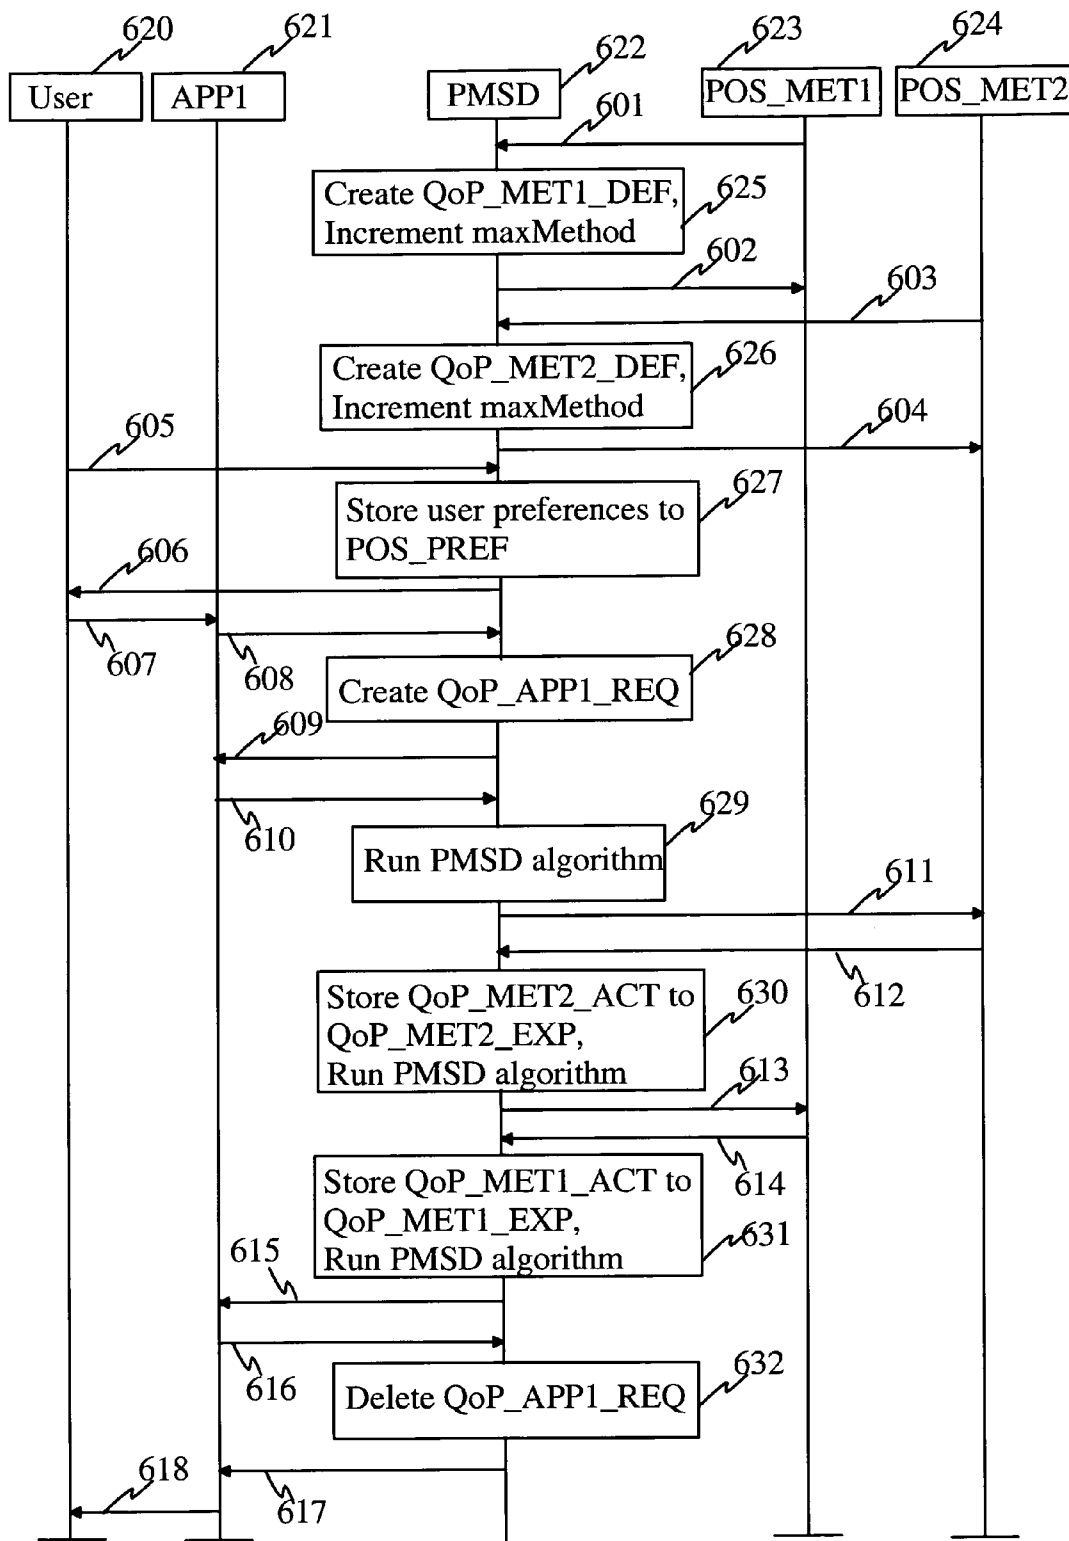 620
621
622
623
624
User
APP1
PMSD
POS_MET1
POS_MET2
601
Create QoP_MET1_DEF,
Increment maxMethod
625
602
603
Create QoP_MET2_DEF,
Increment maxMethod
626
605
604
Store user preferences to
POS_PREF
627
606
607
608
628
Create QoP_APP1_REQ
609
610
629
Run PMSD algorithm
611
612
Store QoP_MET2_ACT to
QoP_MET2_EXP,
Run PMSD algorithm
630
613
614
Store QoP_MET1_ACT to
QoP_MET1_EXP,
Run PMSD algorithm
631
615
616
632
Delete QoP_APP1_REQ
617
618